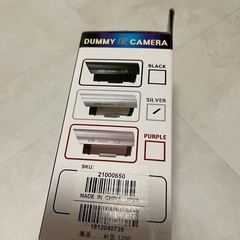 DUMMY IR CAMERA
BLACK
SILVER
PURPLE
SKU:
21000650
MADE IN CHINA
1812040739